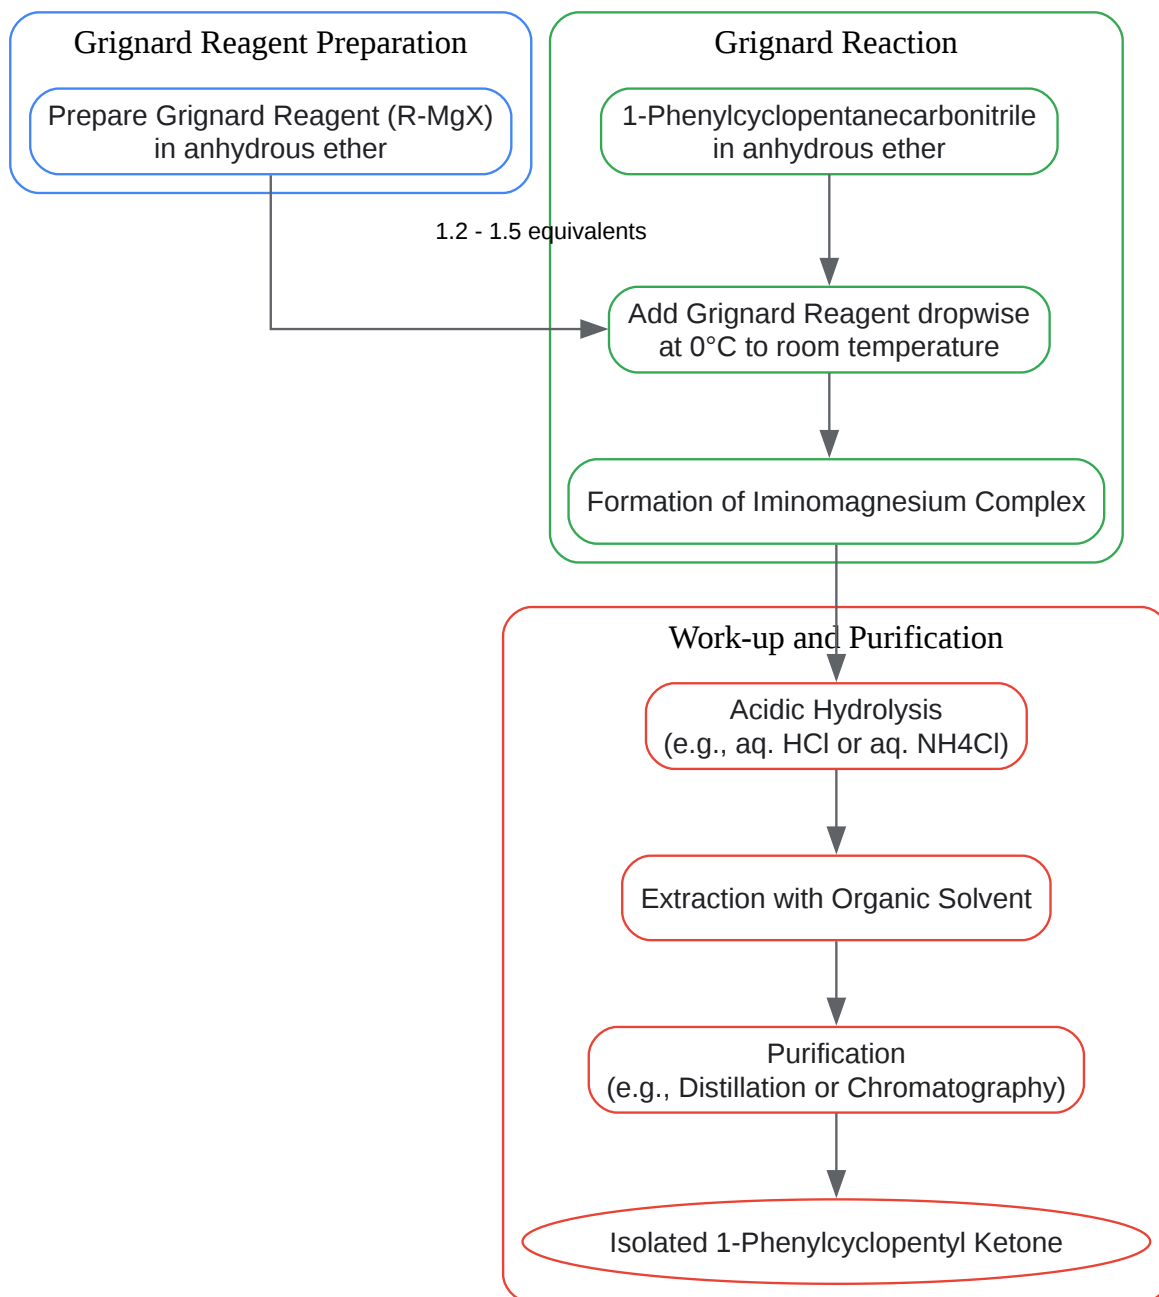 Grignard Reagent Preparation
Prepare Grignard Reagent (R-MgX)
in anhydrous ether
Grignard Reaction
1-Phenylcyclopentanecarbonitrile
in anhydrous ether
1.2 - 1.5 equivalents
Add Grignard Reagent dropwise
at 0°C to room temperature
Formation of Iminomagnesium Complex
Work-up and Purification
Acidic Hydrolysis
(e.g., aq. HCl or aq. NH4Cl)
Extraction with Organic Solvent
Purification
(e.g., Distillation or Chromatography)
Isolated 1-Phenylcyclopentyl Ketone